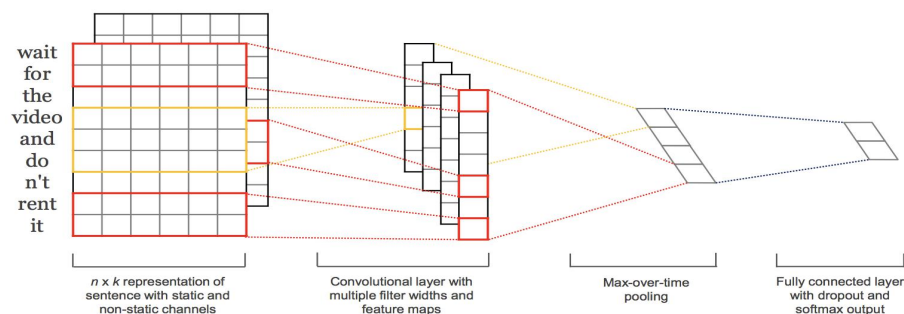 wait
for
the
video
and
do
n't
rent
it
n x k representation of
sentence with static and
non-static channels
Convolutional layer with
multiple filter widths and
feature maps
Max-over-time
pooling
Fully connected layer
with dropout and
softmax output